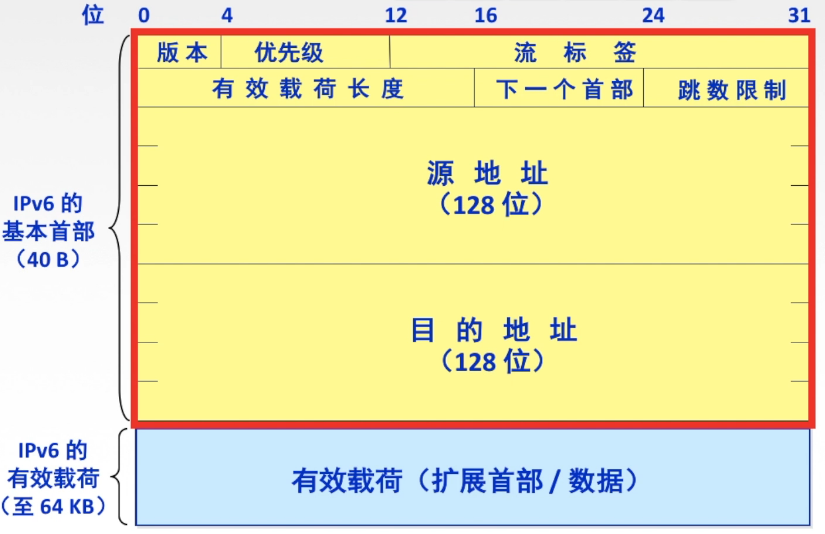 位 0 4 12 16 24 31
版本 优先级 流标签
有效载荷长度 下一个首部 跳数限制
源地址
（128 位）
IPv6 的
基本首部
（40 B）
目的地址
（128 位）
IPv6 的
有效载荷
（至 64 KB）
有效载荷（扩展首部 / 数据）